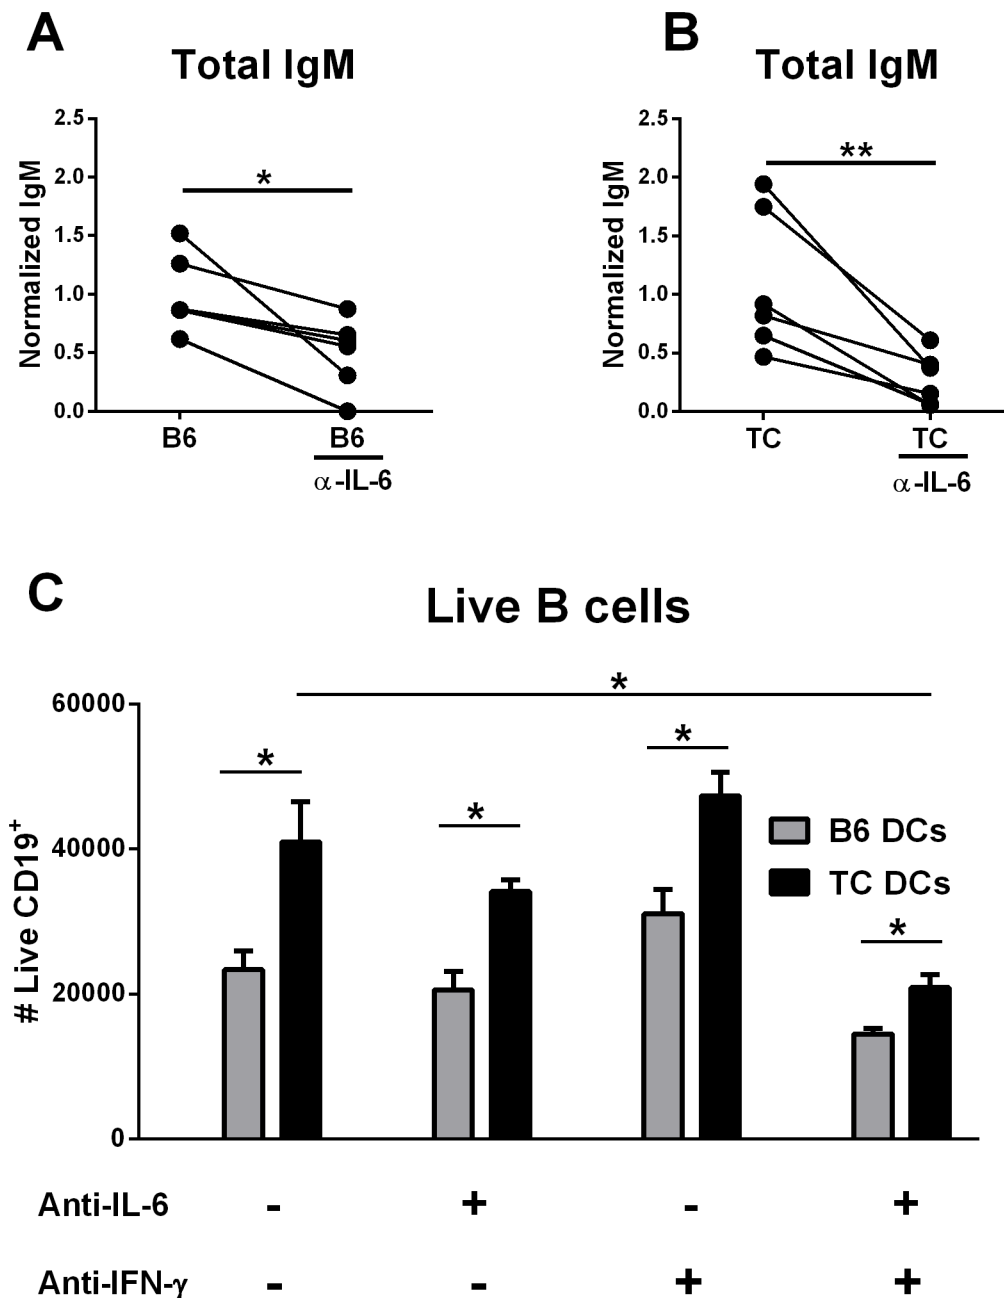 A
Total IgM
Normalized IgM
2.5
2.0
1.5
1.0
0.5
0.0
*
B6
B6
α-IL-6
B
Total IgM
Normalized IgM
2.5
2.0
1.5
1.0
0.5
0.0
**
TC
TC
α-IL-6
C
Live B cells
# Live CD19+
60000
40000
20000
0
*
*
*
*
*
B6 DCs
TC DCs
Anti-IL-6 - + - +
Anti-IFN-γ - - + +